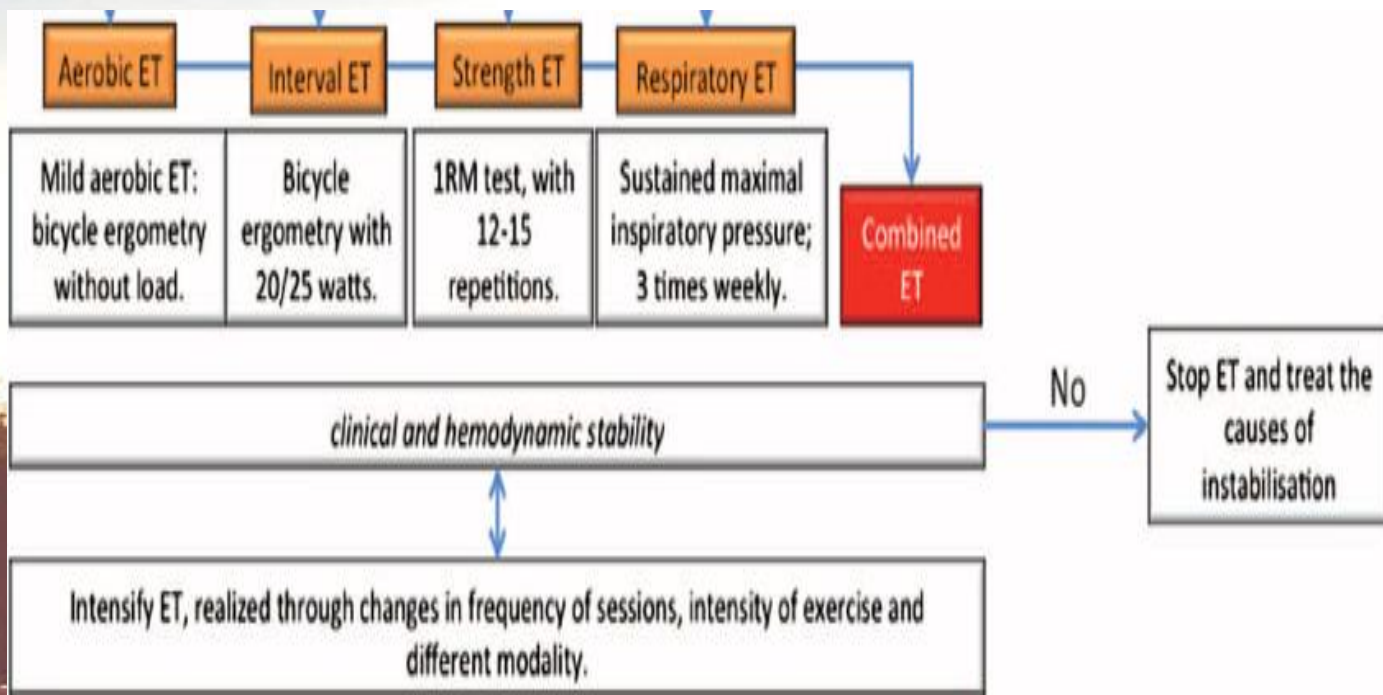 Aerobic ET
Interval ET
Strength ET
Respiratory ET
Mild aerobic ET:
bicycle ergometry
without load.
Bicycle
ergometry with
20/25 watts.
1RM test, with
12-15
repetitions.
Sustained maximal
inspiratory pressure;
3 times weekly.
Combined
ET
clinical and hemodynamic stability
No
Stop ET and treat the
causes of
instabilisation
Intensify ET, realized through changes in frequency of sessions, intensity of exercise and
different modality.